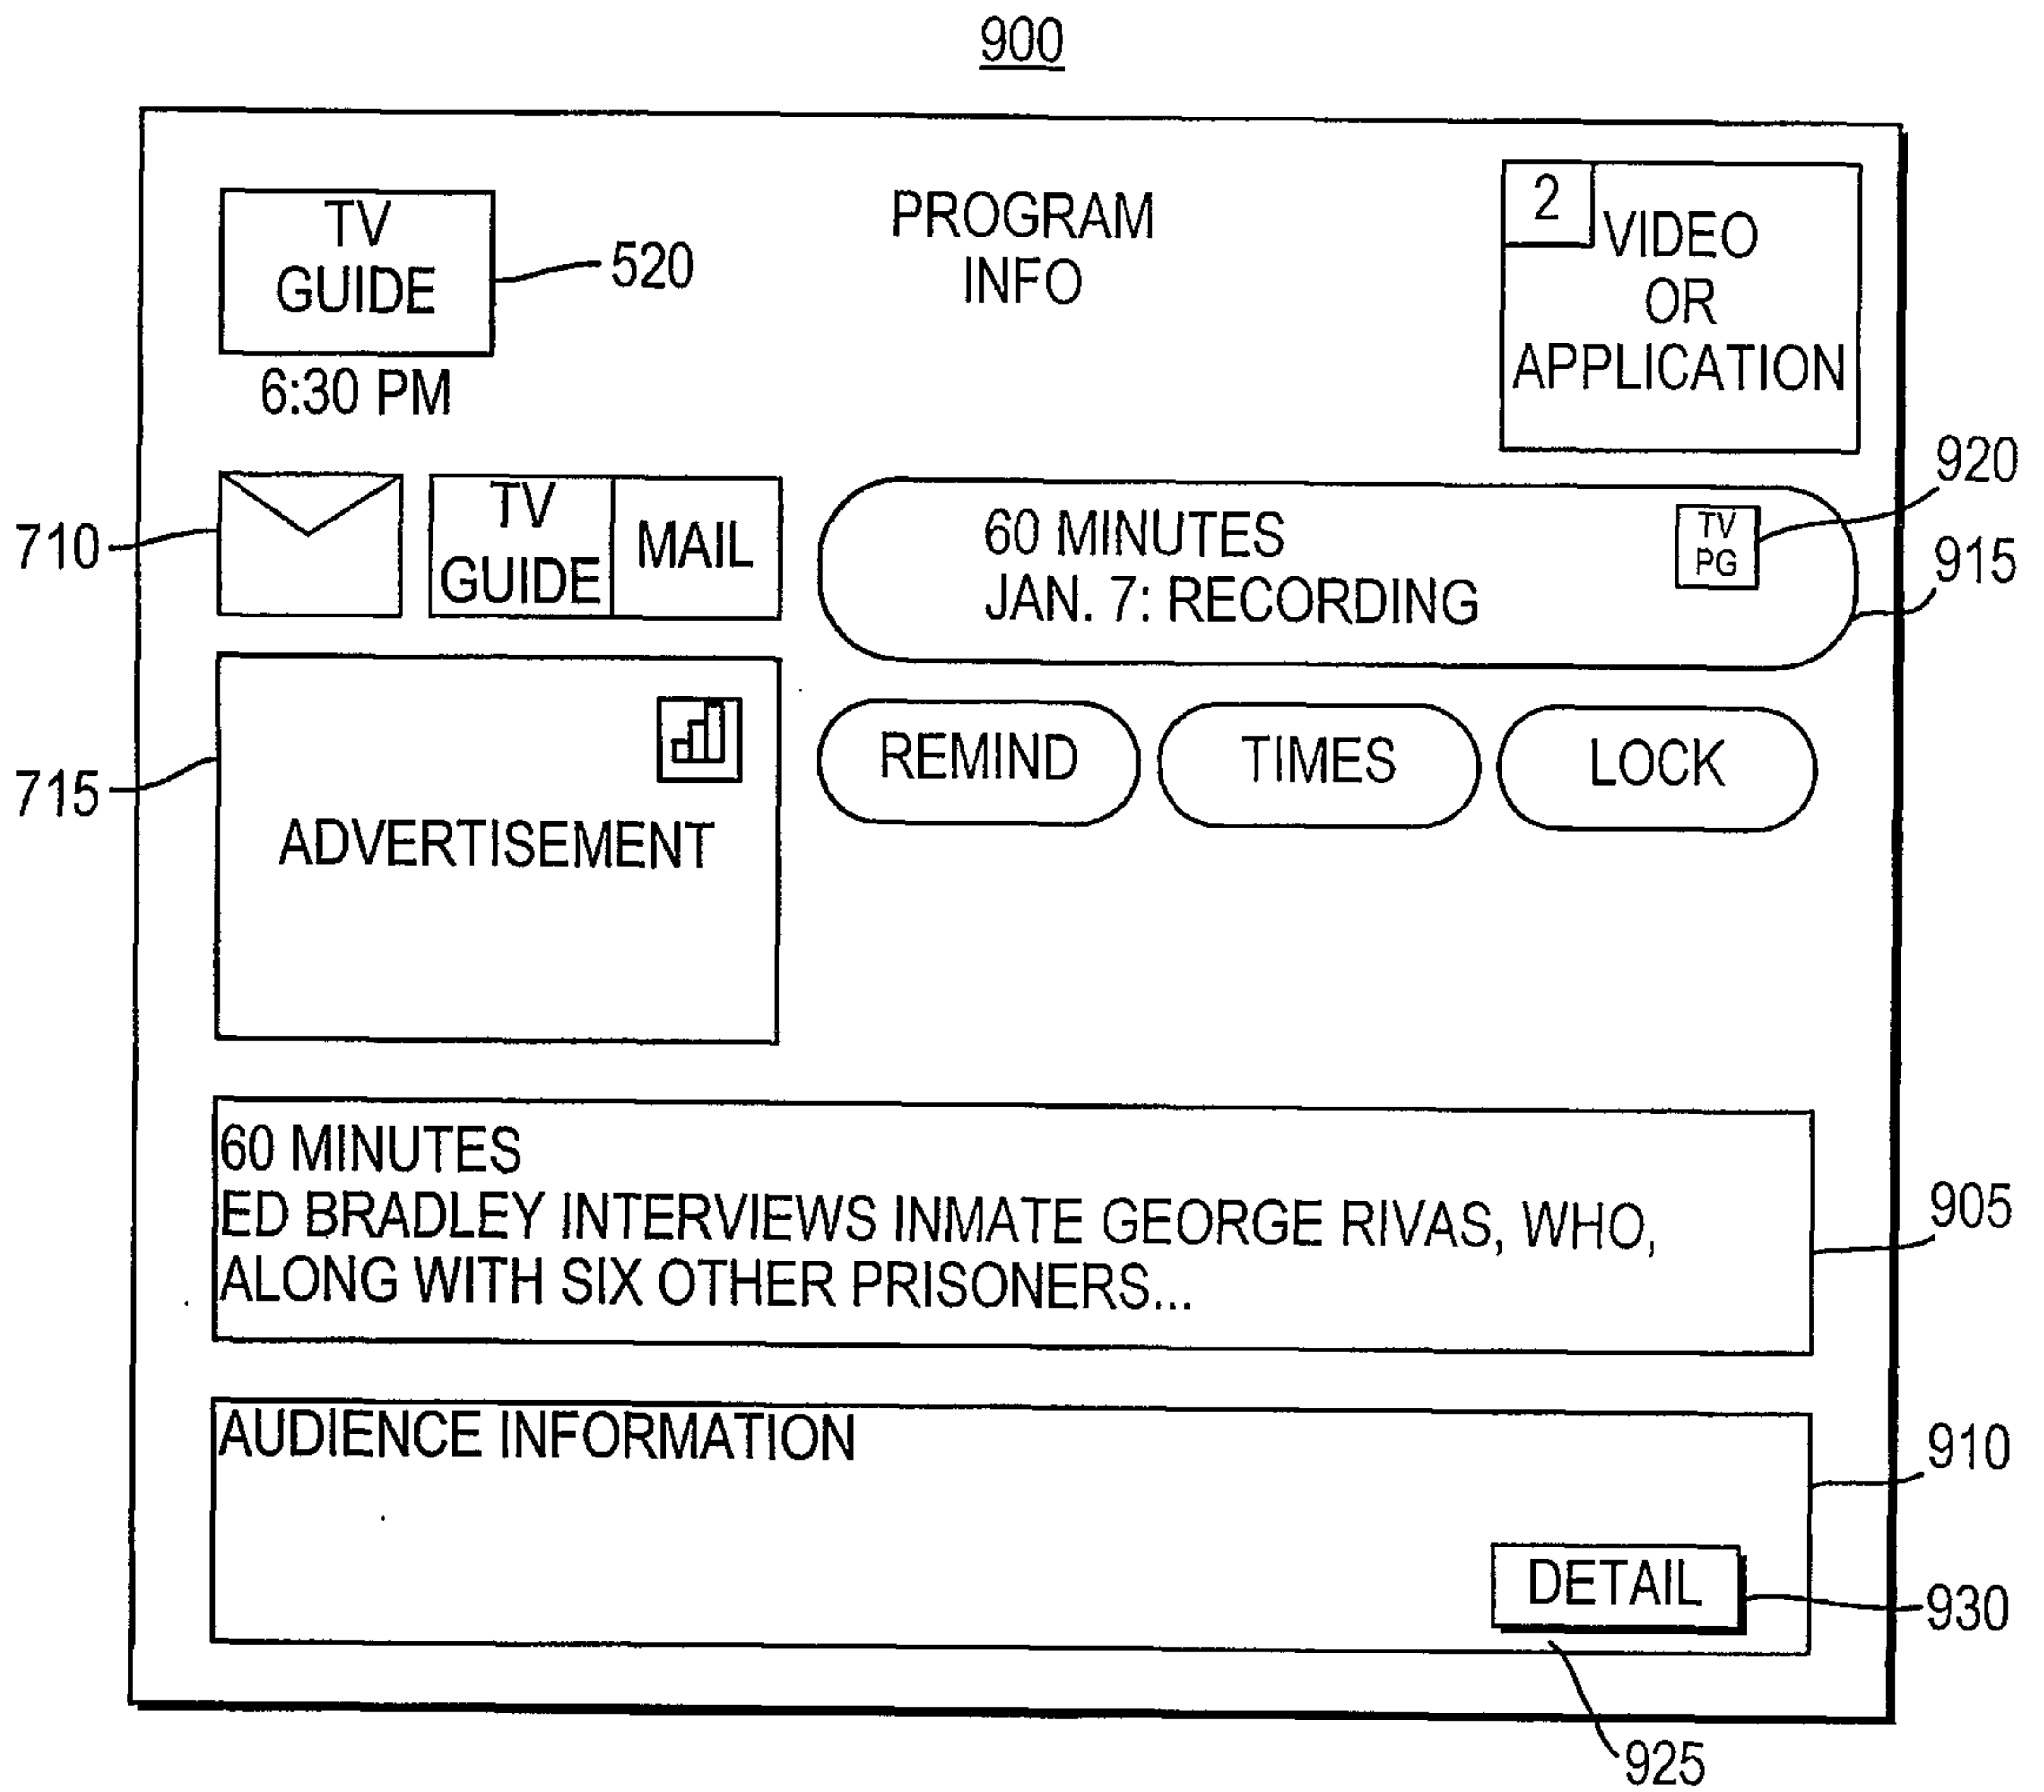 900
TV
GUIDE
520
6:30 PM
PROGRAM
INFO
2
VIDEO
OR
APPLICATION
710
TV
GUIDE
MAIL
60 MINUTES
JAN. 7: RECORDING
TV
PG
920
915
715
ADVERTISEMENT
REMIND
TIMES
LOCK
60 MINUTES
ED BRADLEY INTERVIEWS INMATE GEORGE RIVAS, WHO,
ALONG WITH SIX OTHER PRISONERS...
905
AUDIENCE INFORMATION
910
DETAIL
930
925